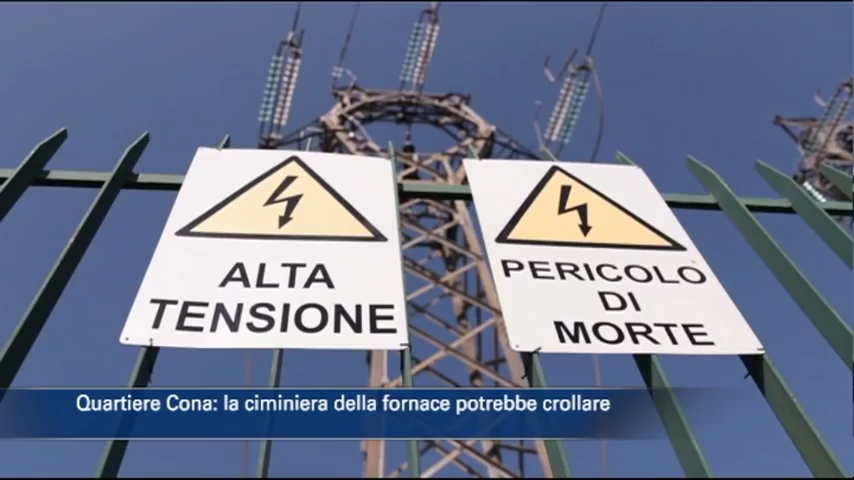 ALTA
TENSIONE
PERICOLO
DI
MORTE
Quartiere Cona: la ciminiera della fornace potrebbe crollare